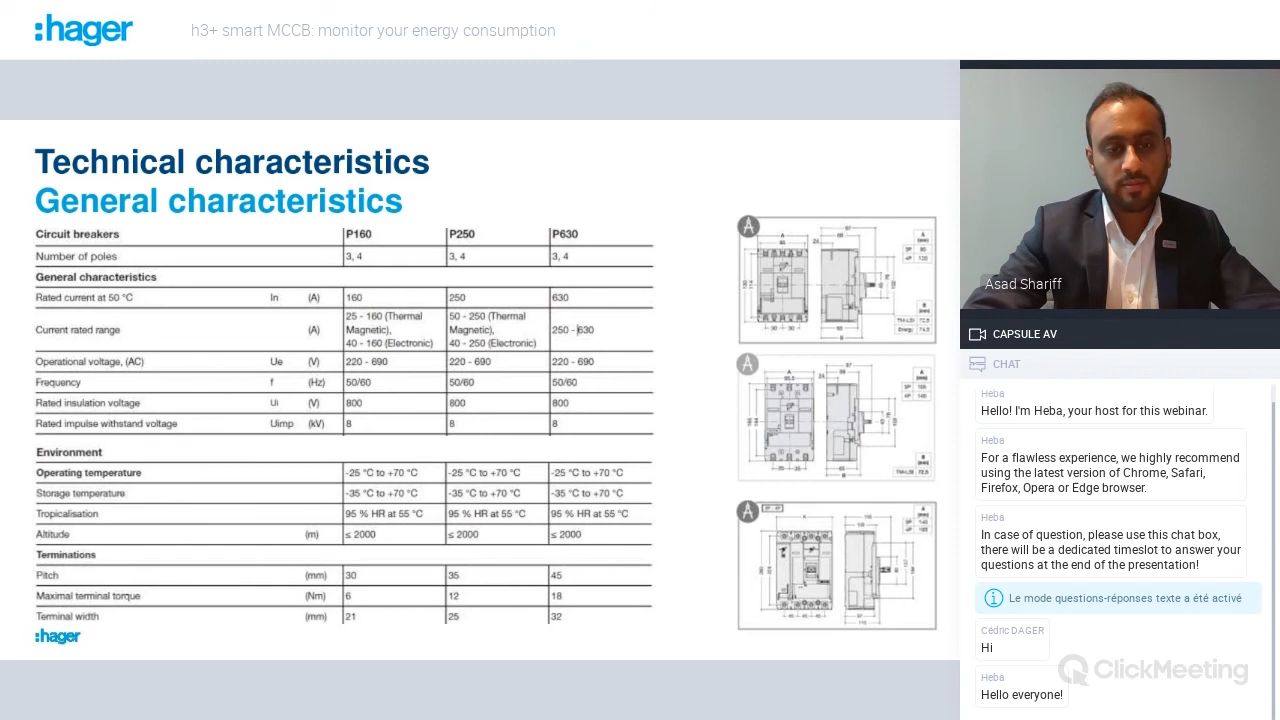 :hager
h3+ smart MCCB: monitor your energy consumption
Technical characteristics
General characteristics
Circuit breakers P160 P250 P630
Number of poles 3, 4 3, 4 3, 4
General characteristics
Rated current at 50 °C In (A) 160 250 630
Current rated range (A) 25 - 160 (Thermal Magnetic), 40 - 160 (Electronic) 50 - 250 (Thermal Magnetic), 40 - 250 (Electronic) 250 - 630
Operational voltage, (AC) Ue (V) 220 - 690 220 - 690 220 - 690
Frequency f (Hz) 50/60 50/60 50/60
Rated insulation voltage Ui (V) 800 800 800
Rated impulse withstand voltage Uimp (kV) 8 8 8
Environment
Operating temperature -25 °C to +70 °C -25 °C to +70 °C -25 °C to +70 °C
Storage temperature -35 °C to +70 °C -35 °C to +70 °C -35 °C to +70 °C
Tropicalisation 95 % HR at 55 °C 95 % HR at 55 °C 95 % HR at 55 °C
Altitude (m) ≤ 2000 ≤ 2000 ≤ 2000
Terminations
Pitch (mm) 30 35 45
Maximal terminal torque (Nm) 6 12 18
Terminal width (mm) 21 25 32
:hager
A
A
A
Asad Shariff
CAPSULE AV
CHAT
Heba
Hello! I'm Heba, your host for this webinar.
Heba
For a flawless experience, we highly recommend
using the latest version of Chrome, Safari,
Firefox, Opera or Edge browser.
Heba
In case of question, please use this chat box,
there will be a dedicated timeslot to answer your
questions at the end of the presentation!
Le mode questions-réponses texte a été activé
Cédric DAGER
Hi
Heba
Hello everyone!
ClickMeeting